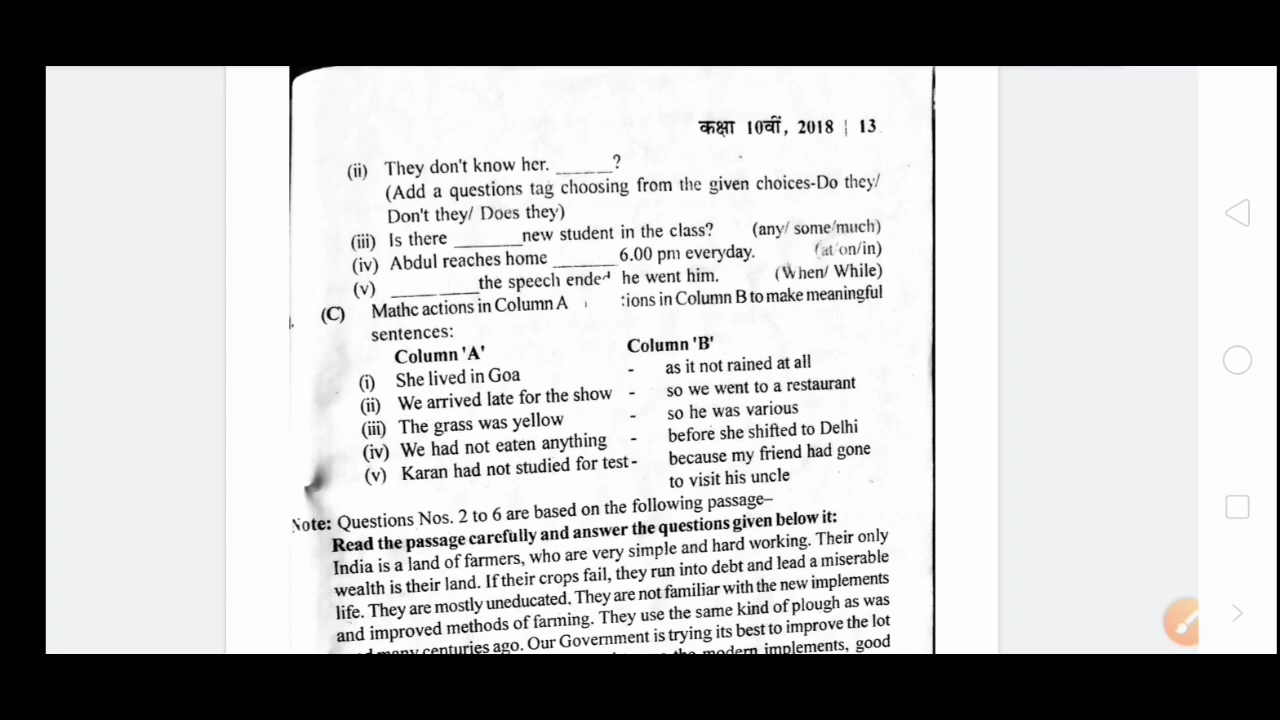 कक्षा 10वीं, 2018 | 13
(ii) They don't know her. ______?
(Add a questions tag choosing from the given choices-Do they/
Don't they/ Does they)
(iii) Is there _______new student in the class? (any/ some/much)
(iv) Abdul reaches home _______6.00 pm everyday. (at/on/in)
(v) _________the speech ended he went him. (When/ While)
(C) Mathc actions in Column A tions in Column B to make meaningful
sentences:
Column 'A' Column 'B'
(i) She lived in Goa - as it not rained at all
(ii) We arrived late for the show - so we went to a restaurant
(iii) The grass was yellow - so he was various
(iv) We had not eaten anything - before she shifted to Delhi
(v) Karan had not studied for test - because my friend had gone
to visit his uncle
Note: Questions Nos. 2 to 6 are based on the following passage–
Read the passage carefully and answer the questions given below it:
India is a land of farmers, who are very simple and hard working. Their only
wealth is their land. If their crops fail, they run into debt and lead a miserable
life. They are mostly uneducated. They are not familiar with the new implements
and improved methods of farming. They use the same kind of plough as was
many centuries ago. Our Government is trying its best to improve the lot
the modern implements, good